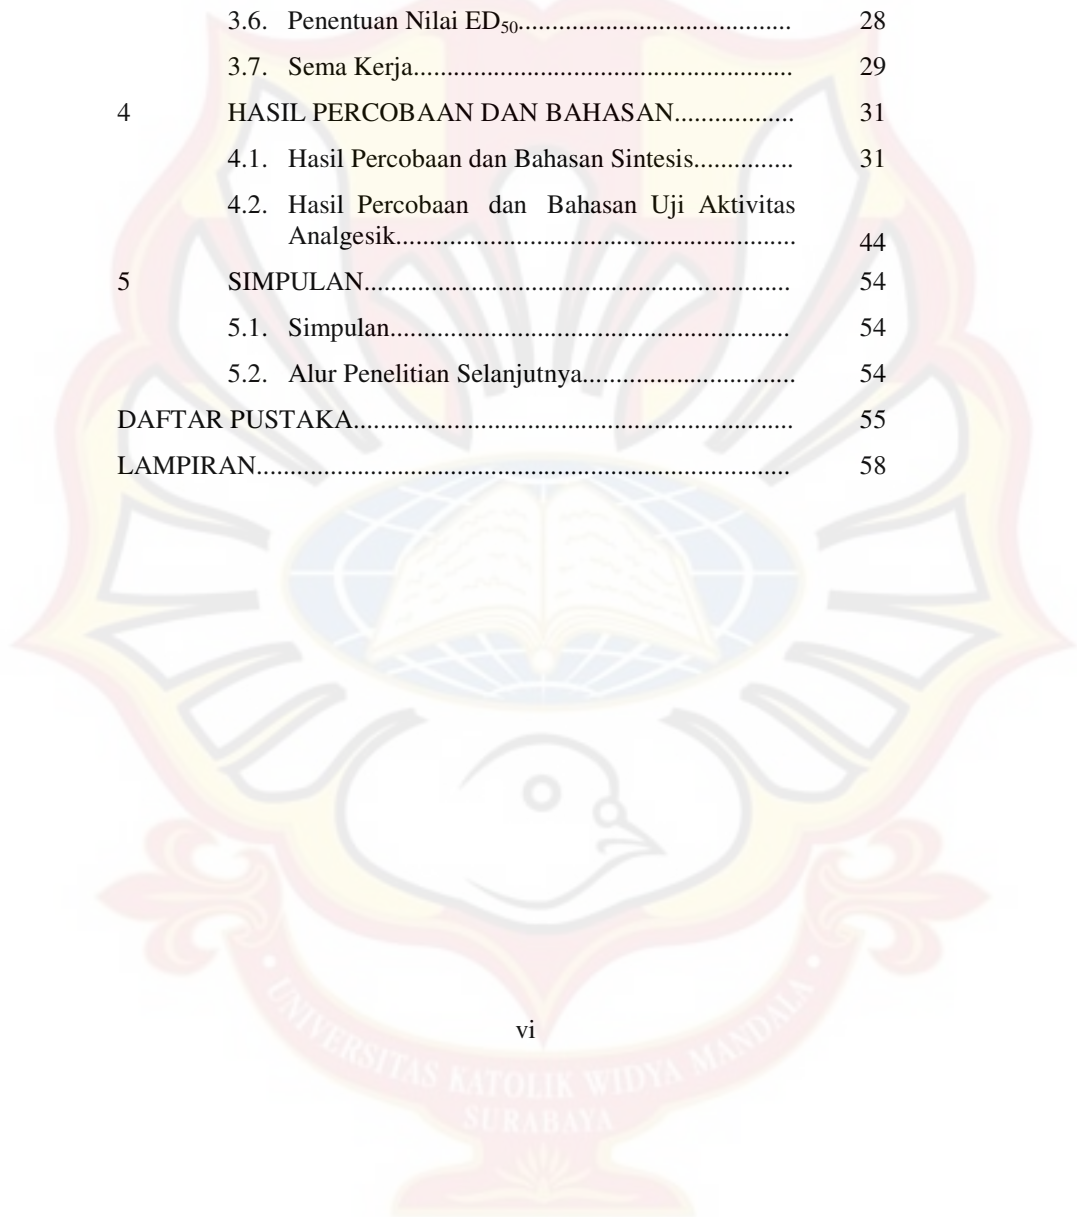 3.6. Penentuan Nilai ED₅₀.................................. 28
3.7. Sema Kerja........................................................ 29
4 HASIL PERCOBAAN DAN BAHASAN.................. 31
4.1. Hasil Percobaan dan Bahasan Sintesis............... 31
4.2. Hasil Percobaan dan Bahasan Uji Aktivitas
Analgesik........................................................... 44
5 SIMPULAN............................................................... 54
5.1. Simpulan............................................................ 54
5.2. Alur Penelitian Selanjutnya................................ 54
DAFTAR PUSTAKA................................................................. 55
LAMPIRAN............................................................................... 58
vi
UNIVERSITAS KATOLIK WIDYA MANDALA
SURABAYA